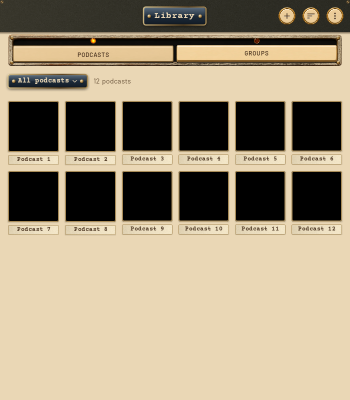 Library
PODCASTS
GROUPS
All podcasts
12 podcasts
Podcast 1
Podcast 2
Podcast 3
Podcast 4
Podcast 5
Podcast 6
Podcast 7
Podcast 8
Podcast 9
Podcast 10
Podcast 11
Podcast 12